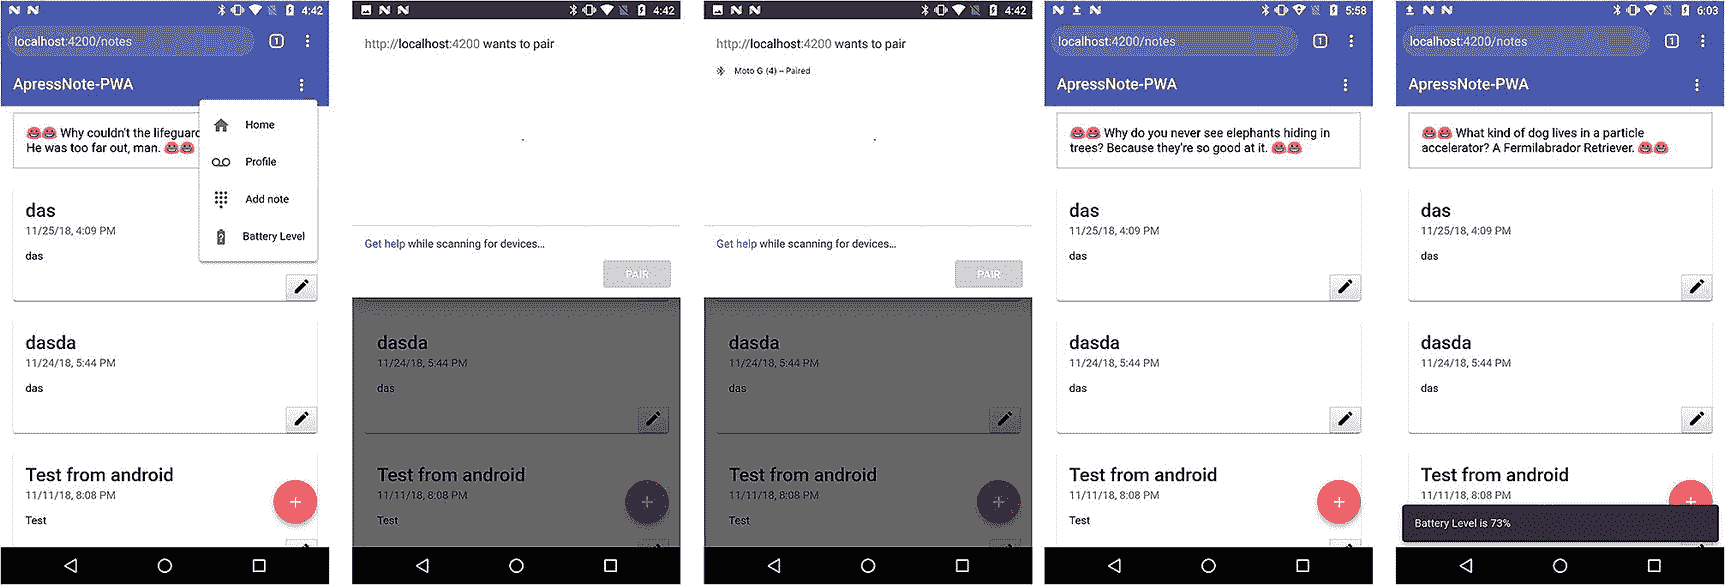 4:42
localhost:4200/notes
1
ApressNote-PWA
Home
Profile
Add note
Battery Level
😂😂 Why couldn't the lifeguard
He was too far out, man. 😂😂
das
11/25/18, 4:09 PM
das
dasda
11/24/18, 5:44 PM
das
Test from android
11/11/18, 8:08 PM
Test
+
4:42
http://localhost:4200 wants to pair
Get help while scanning for devices...
PAIR
dasda
11/24/18, 5:44 PM
das
Test from android
11/11/18, 8:08 PM
Test
+
4:42
http://localhost:4200 wants to pair
Moto G (4) – Paired
Get help while scanning for devices...
PAIR
dasda
11/24/18, 5:44 PM
das
Test from android
11/11/18, 8:08 PM
Test
+
5:58
localhost:4200/notes
1
ApressNote-PWA
Why do you never see elephants hiding in
trees? Because they're so good at it.
das
11/25/18, 4:09 PM
das
dasda
11/24/18, 5:44 PM
das
Test from android
11/11/18, 8:08 PM
Test
+
6:03
localhost:4200/notes
1
ApressNote-PWA
What kind of dog lives in a particle
accelerator? A Fermilabrador Retriever.
das
11/25/18, 4:09 PM
das
dasda
11/24/18, 5:44 PM
das
Test from android
11/11/18, 8:08 PM
+
Battery Level is 73%